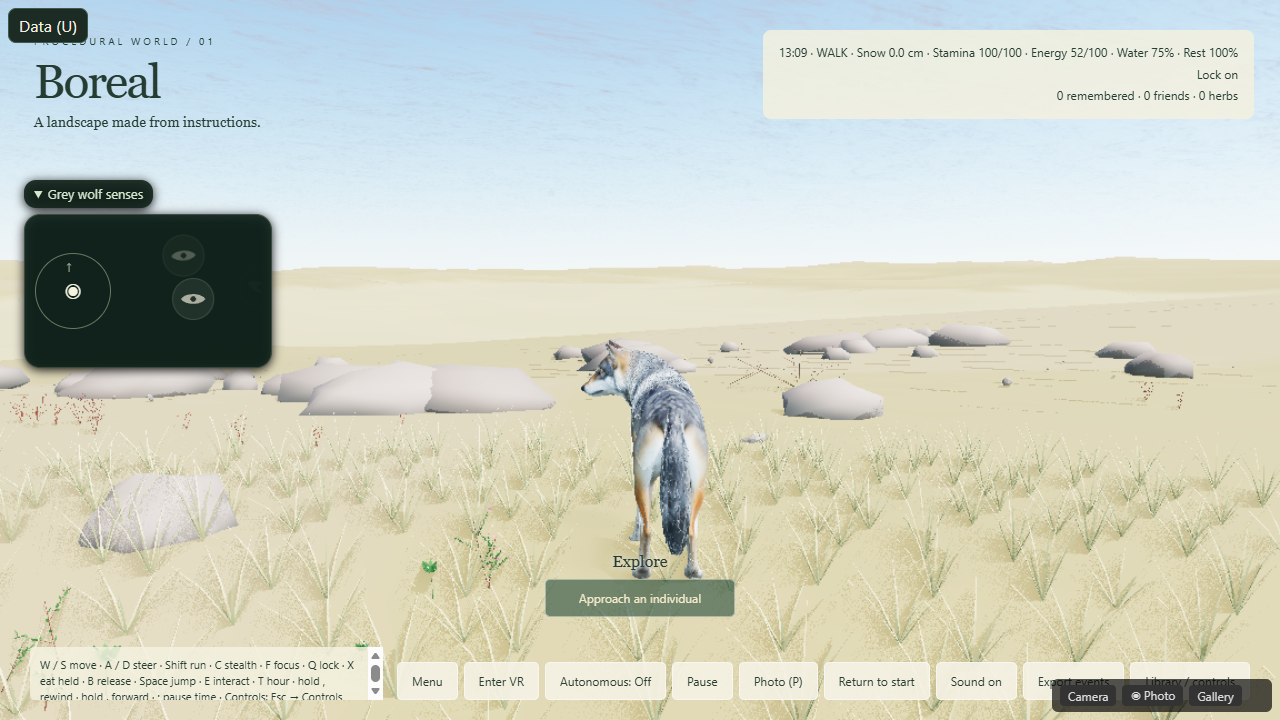 Data (U)
PROCEDURAL WORLD / 01
Boreal
A landscape made from instructions.
13:09 · WALK · Snow 0.0 cm · Stamina 100/100 · Energy 52/100 · Water 75% · Rest 100%
Lock on
0 remembered · 0 friends · 0 herbs
▼ Grey wolf senses
↑
Explore
Approach an individual
W / S move · A / D steer · Shift run · C stealth · F focus · Q lock · X
eat held · B release · Space jump · E interact · T hour · hold ,
rewind · hold . forward · ; pause time · Controls: Esc → Controls
Menu
Enter VR
Autonomous: Off
Pause
Photo (P)
Return to start
Sound on
Export events
Library / controls
Camera
◉ Photo
Gallery